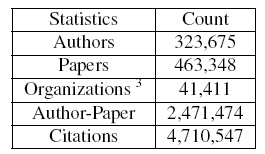 Statistics Count
Authors 323,675
Papers 463,348
Organizations 3 41,411
Author-Paper 2,471,474
Citations 4,710,547